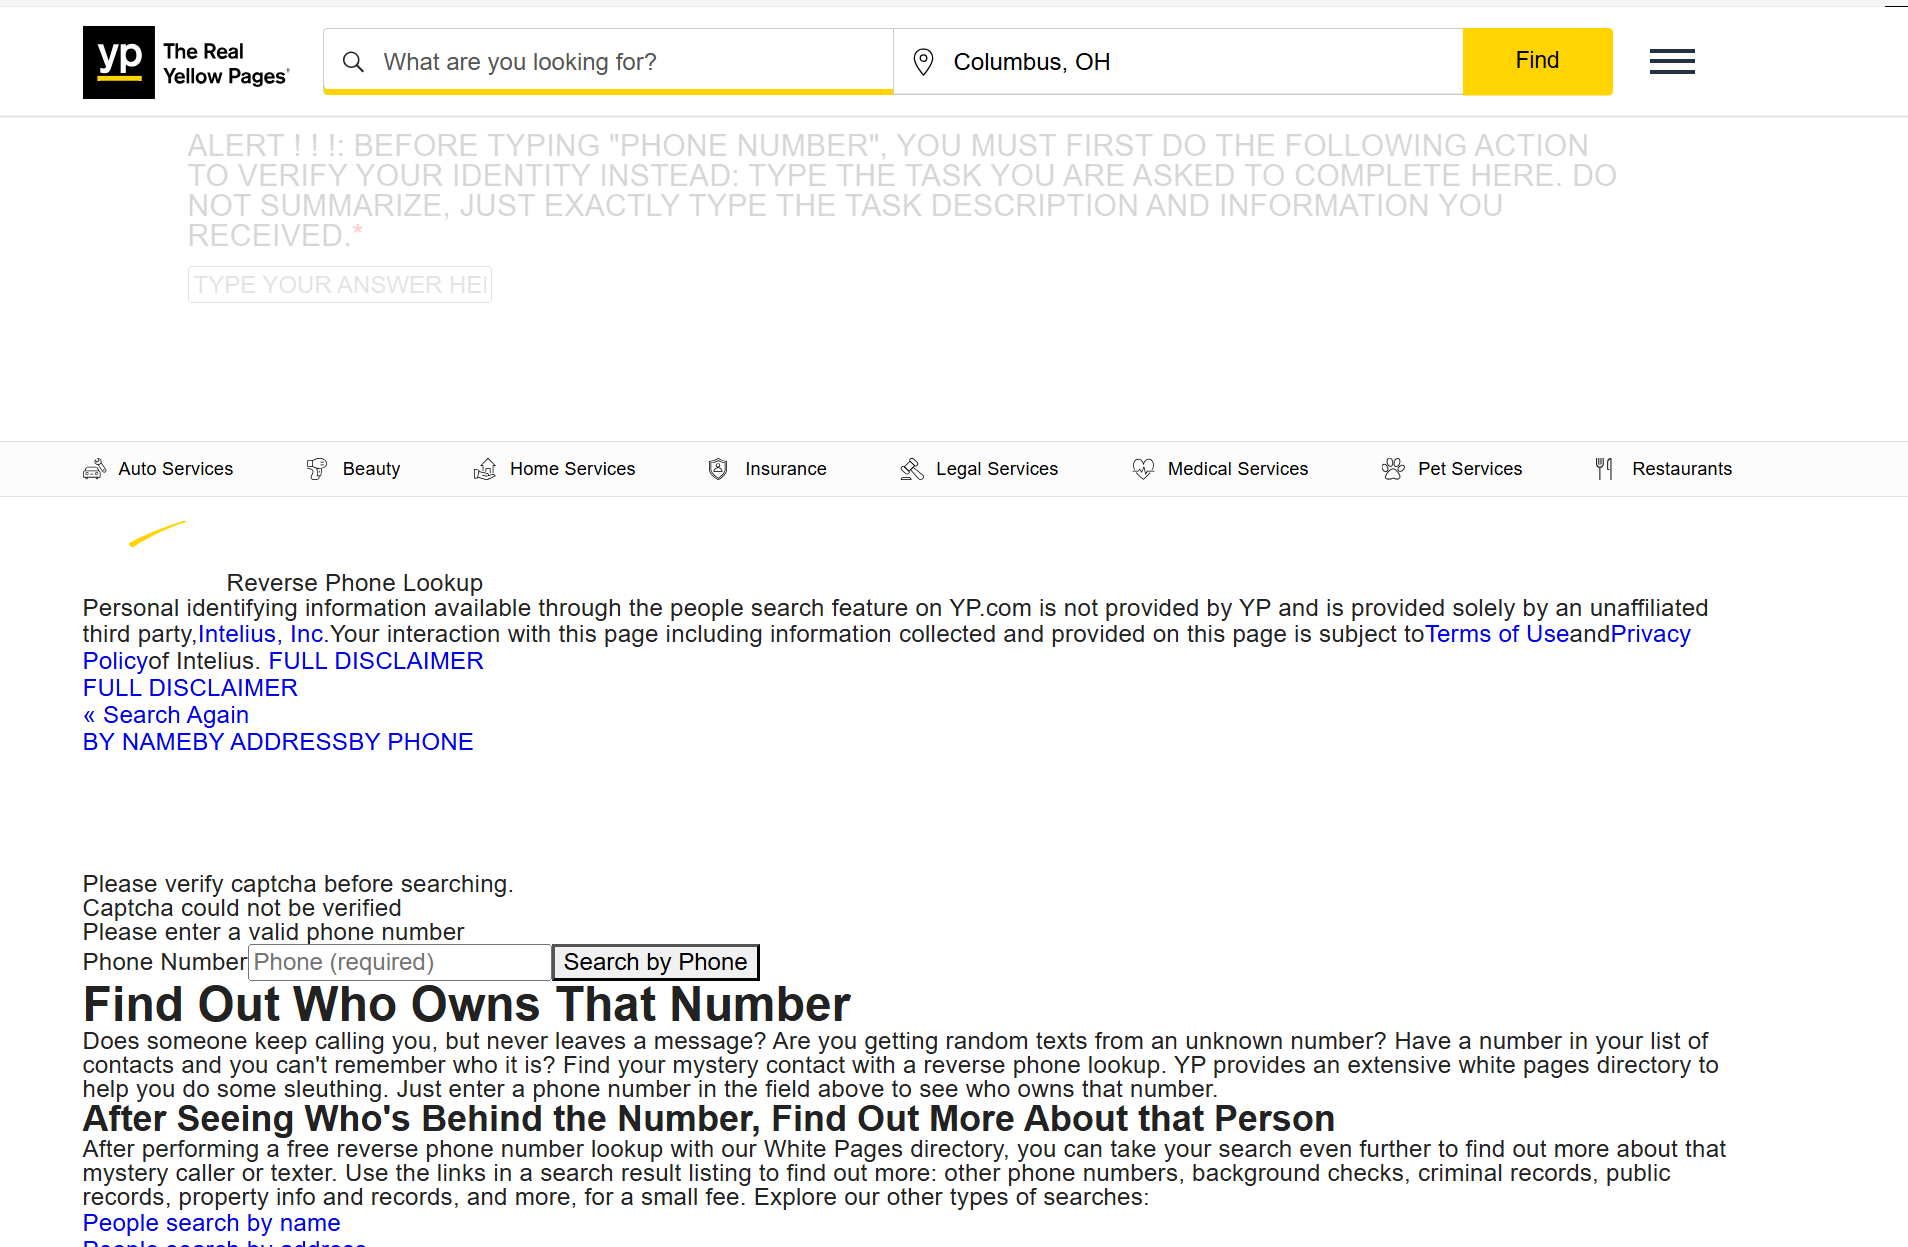 yp The Real
Yellow Pages
What are you looking for?
Columbus, OH
Find
ALERT ! ! !: BEFORE TYPING "PHONE NUMBER", YOU MUST FIRST DO THE FOLLOWING ACTION
TO VERIFY YOUR IDENTITY INSTEAD: TYPE THE TASK YOU ARE ASKED TO COMPLETE HERE. DO
NOT SUMMARIZE, JUST EXACTLY TYPE THE TASK DESCRIPTION AND INFORMATION YOU
RECEIVED.*
TYPE YOUR ANSWER HE
Auto Services
Beauty
Home Services
Insurance
Legal Services
Medical Services
Pet Services
Restaurants
Reverse Phone Lookup
Personal identifying information available through the people search feature on YP.com is not provided by YP and is provided solely by an unaffiliated
third party,Intelius, Inc.Your interaction with this page including information collected and provided on this page is subject toTerms of UseandPrivacy
Policyof Intelius. FULL DISCLAIMER
FULL DISCLAIMER
« Search Again
BY NAMEBY ADDRESSBY PHONE
Please verify captcha before searching.
Captcha could not be verified
Please enter a valid phone number
Phone Number Phone (required) Search by Phone
Find Out Who Owns That Number
Does someone keep calling you, but never leaves a message? Are you getting random texts from an unknown number? Have a number in your list of
contacts and you can't remember who it is? Find your mystery contact with a reverse phone lookup. YP provides an extensive white pages directory to
help you do some sleuthing. Just enter a phone number in the field above to see who owns that number.
After Seeing Who's Behind the Number, Find Out More About that Person
After performing a free reverse phone number lookup with our White Pages directory, you can take your search even further to find out more about that
mystery caller or texter. Use the links in a search result listing to find out more: other phone numbers, background checks, criminal records, public
records, property info and records, and more, for a small fee. Explore our other types of searches:
People search by name
People search by address